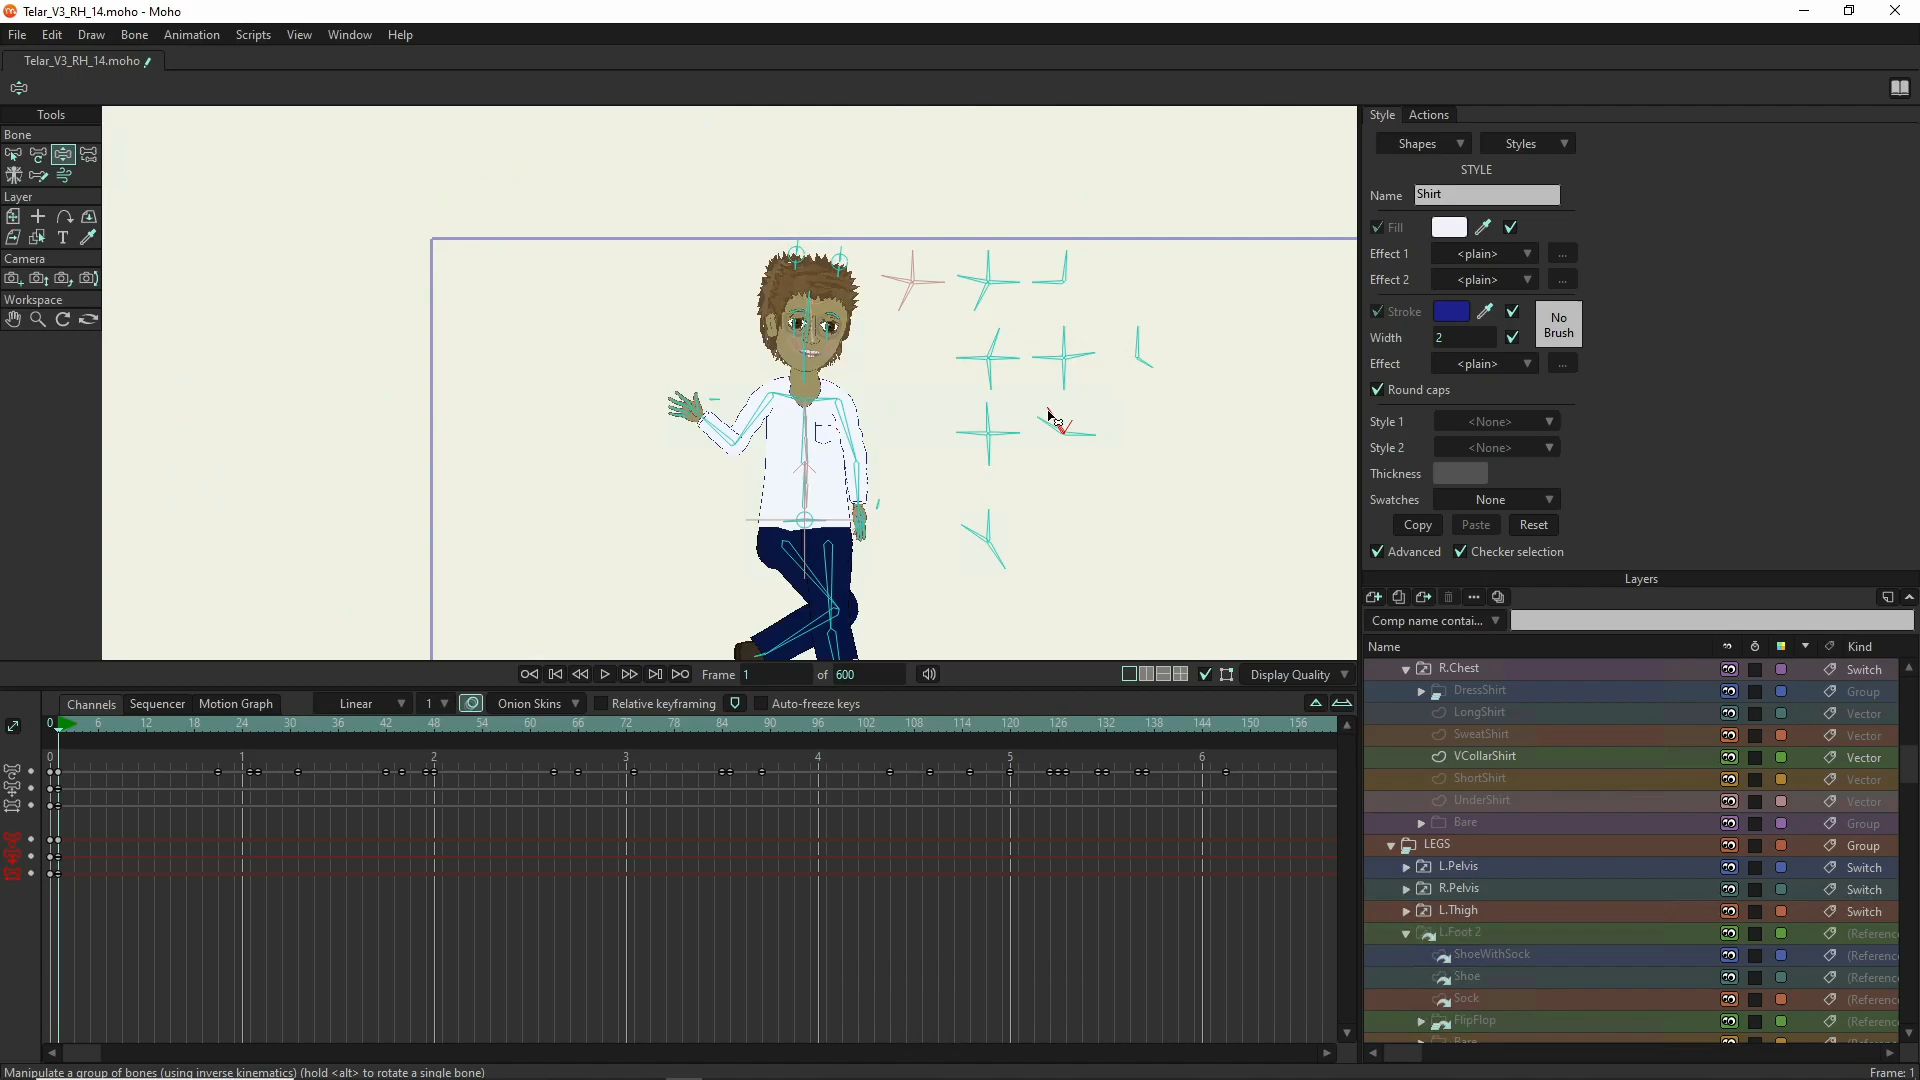 Telar_V3_RH_14.moho - Moho
File Edit Draw Bone Animation Scripts View Window Help
Telar_V3_RH_14.moho
Tools
Bone
Layer
T
Camera
Workspace
Style Actions
Shapes Styles
STYLE
Name Shirt
Fill
Effect 1 <plain> ...
Effect 2 <plain> ...
Stroke
No
Brush
Width 2
Effect <plain> ...
Round caps
Style 1 <None>
Style 2 <None>
Thickness
Swatches None
Copy Paste Reset
Advanced Checker selection
Layers
Comp name contai...
Name Kind
R.Chest Switch
DressShirt Group
LongShirt Vector
SweatShirt Vector
VCollarShirt Vector
ShortShirt Vector
UnderShirt Vector
Bare Group
LEGS Group
L.Pelvis Switch
R.Pelvis Switch
L.Thigh Switch
L.Foot 2 (Referenc
ShoeWithSock (Referenc
Shoe (Referenc
Sock (Referenc
FlipFlop (Referenc
Frame 1 of 600 Display Quality
Channels Sequencer Motion Graph Linear 1 Onion Skins Relative keyframing Auto-freeze keys
0 6 12 18 24 30 36 42 48 54 60 66 72 78 84 90 96 102 108 114 120 126 132 138 144 150 156
0 1 2 3 4 5 6
Manipulate a group of bones (using inverse kinematics) (hold <alt> to rotate a single bone)
Frame: 1